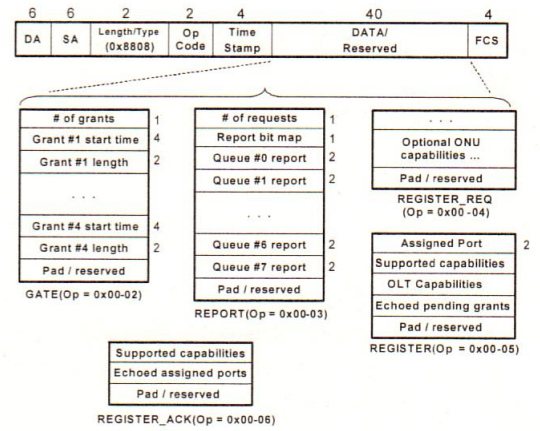 6 6 2 2 4 40 4
DA SA Length/Type (0x8808) Op Code Time Stamp DATA/ Reserved FCS
# of grants 1
Grant #1 start time 4
Grant #1 length 2
. . .
Grant #4 start time 4
Grant #4 length 2
Pad / reserved
GATE(Op = 0x00-02)
# of requests 1
Report bit map 1
Queue #0 report 2
Queue #1 report 2
. . .
Queue #6 report 2
Queue #7 report 2
Pad / reserved
REPORT(Op = 0x00-03)
. . .
Optional ONU
capabilities ...
Pad / reserved
REGISTER_REQ
(Op = 0x00 -04)
Assigned Port 2
Supported capabilities
OLT Capabilities
Echoed pending grants
Pad / reserved
REGISTER(Op = 0x00-05)
Supported capabilities
Echoed assigned ports
Pad / reserved
REGISTER_ACK(Op = 0x00-06)